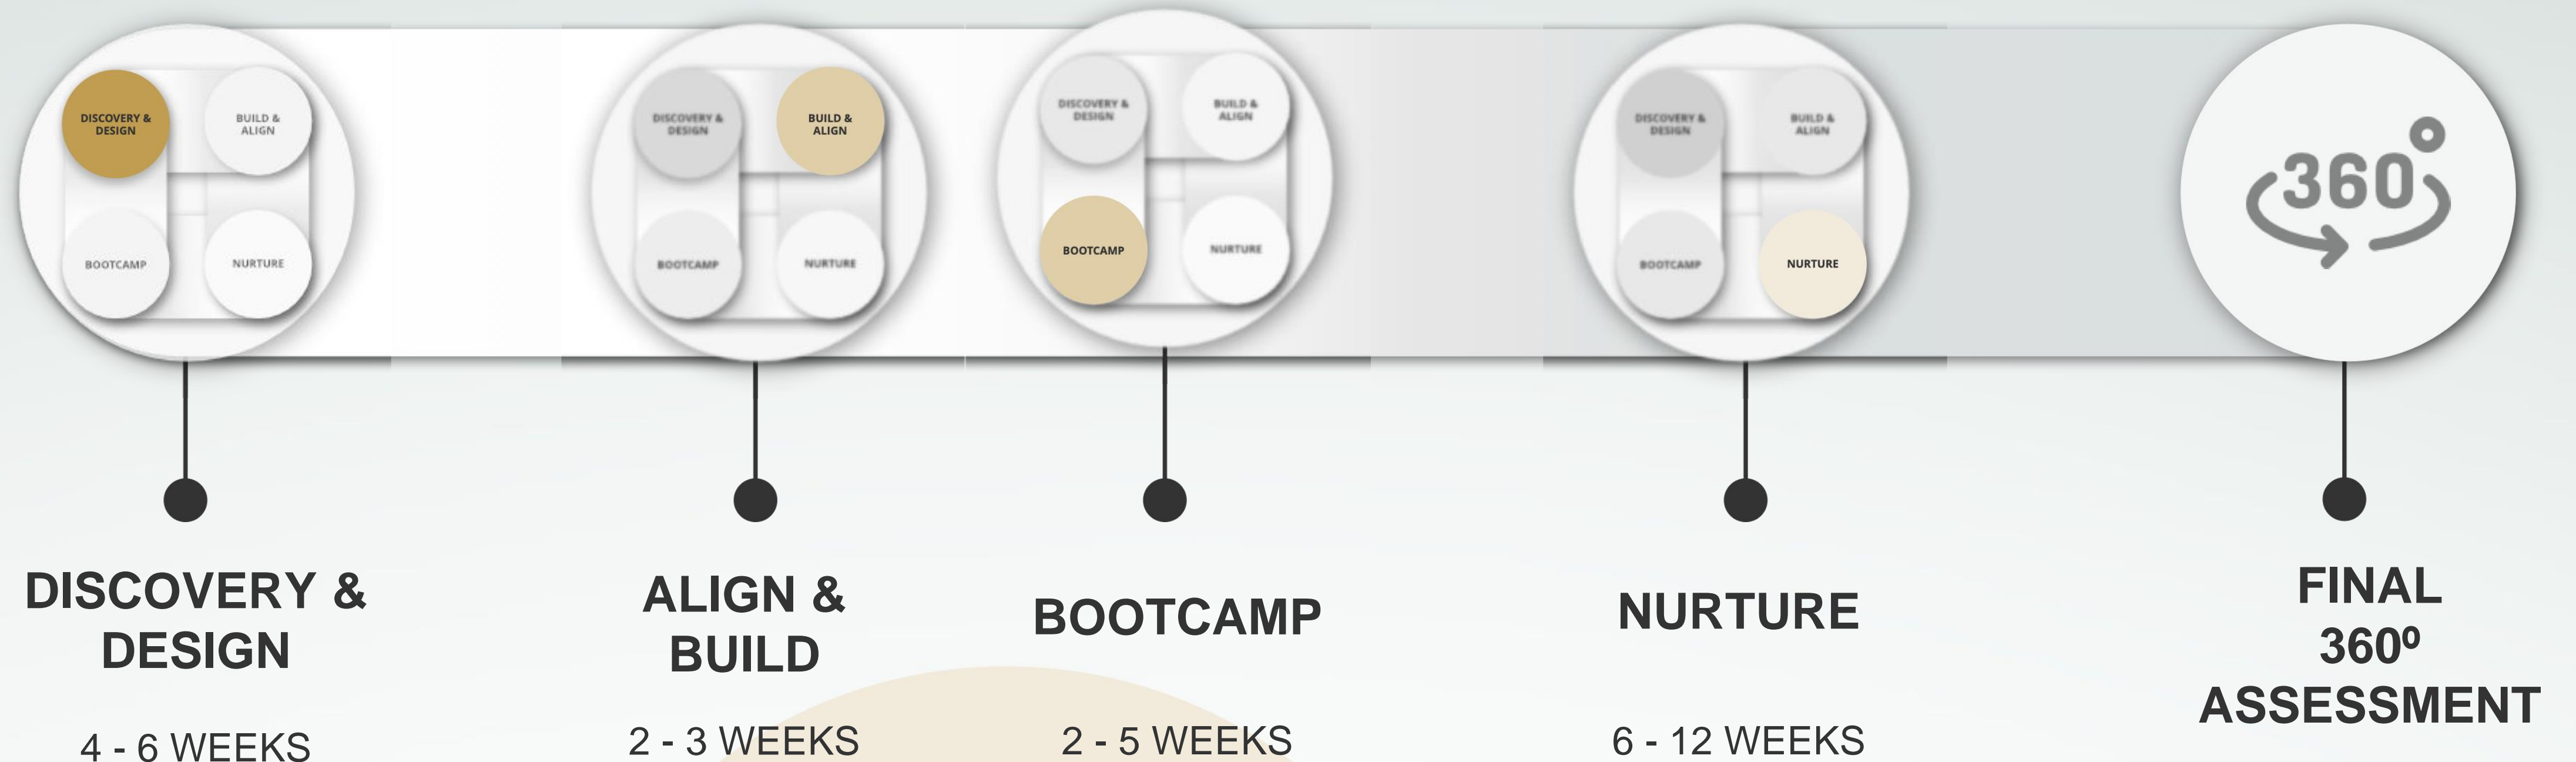 DISCOVERY &
DESIGN
BUILD &
ALIGN
BOOTCAMP
NURTURE
DISCOVERY &
DESIGN
BUILD &
ALIGN
BOOTCAMP
NURTURE
DISCOVERY &
DESIGN
BUILD &
ALIGN
BOOTCAMP
NURTURE
DISCOVERY &
DESIGN
BUILD &
ALIGN
BOOTCAMP
NURTURE
360°
DISCOVERY &
DESIGN
4 - 6 WEEKS
ALIGN &
BUILD
2 - 3 WEEKS
BOOTCAMP
2 - 5 WEEKS
NURTURE
6 - 12 WEEKS
FINAL
360º
ASSESSMENT